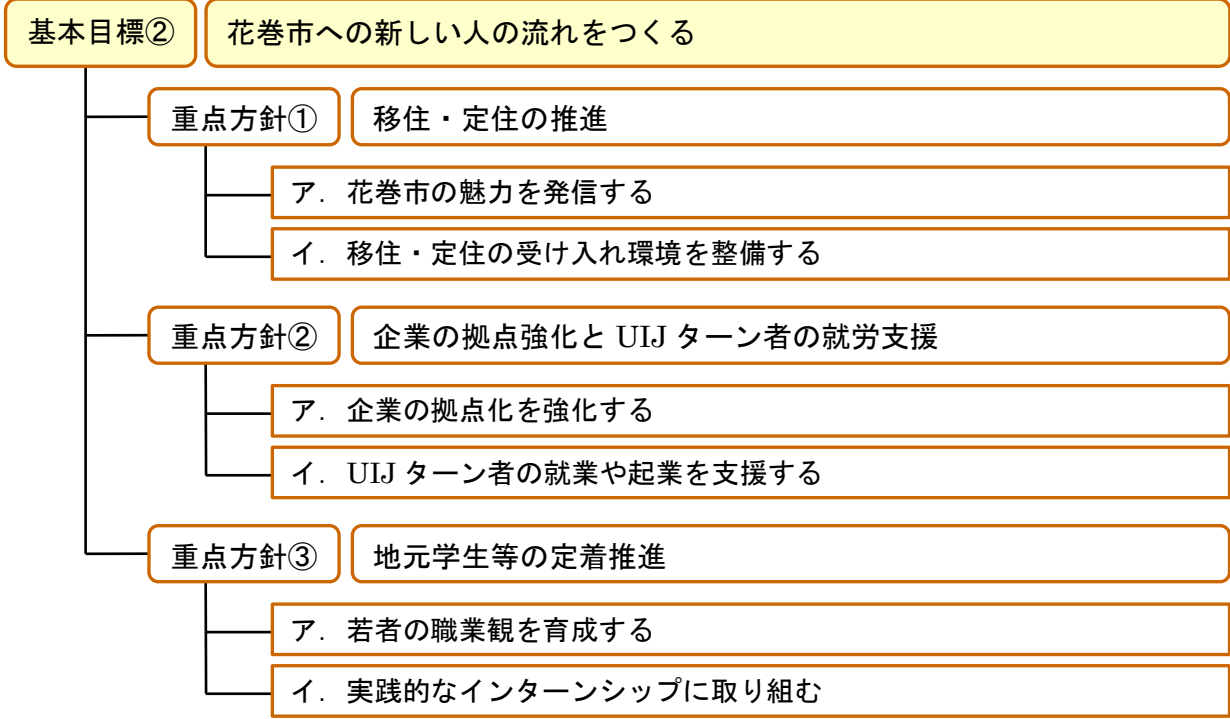 基本目標② 花巻市への新しい人の流れをつくる
重点方針① 移住・定住の推進
ア．花巻市の魅力を発信する
イ．移住・定住の受け入れ環境を整備する
重点方針② 企業の拠点強化と UIJ ターン者の就労支援
ア．企業の拠点化を強化する
イ．UIJ ターン者の就業や起業を支援する
重点方針③ 地元学生等の定着推進
ア．若者の職業観を育成する
イ．実践的なインターンシップに取り組む